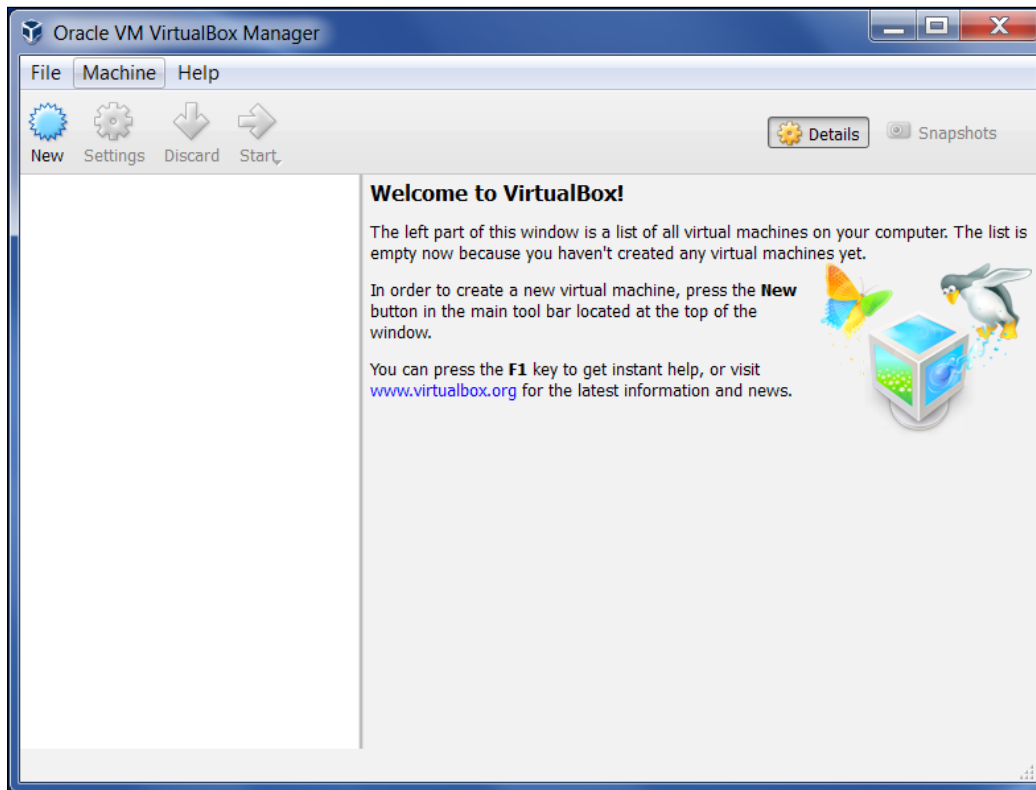 Oracle VM VirtualBox Manager
File Machine Help
New Settings Discard Start
Details Snapshots
Welcome to VirtualBox!
The left part of this window is a list of all virtual machines on your computer. The list is
empty now because you haven't created any virtual machines yet.
In order to create a new virtual machine, press the New
button in the main tool bar located at the top of the
window.
You can press the F1 key to get instant help, or visit
www.virtualbox.org for the latest information and news.